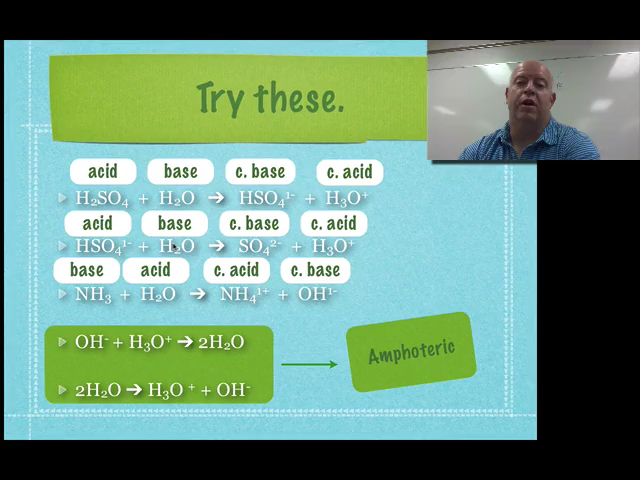 Try these.
acid base c. base c. acid
H₂SO₄ + H₂O ➔ HSO₄¹⁻ + H₃O⁺
acid base c. base c. acid
HSO₄¹⁻ + H₂O ➔ SO₄²⁻ + H₃O⁺
base acid c. acid c. base
NH₃ + H₂O ➔ NH₄¹⁺ + OH¹⁻
OH⁻ + H₃O⁺ ➔ 2H₂O
Amphoteric
2H₂O ➔ H₃O ⁺ + OH⁻